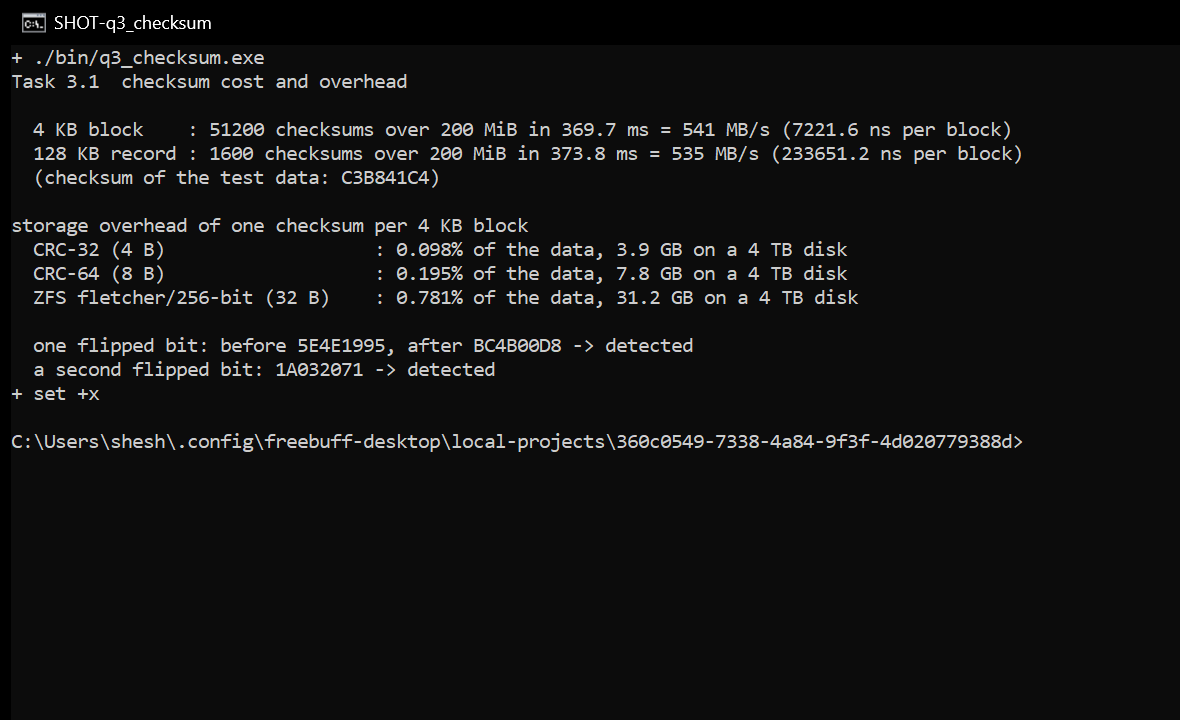 SHOT-q3_checksum
+ ./bin/q3_checksum.exe
Task 3.1  checksum cost and overhead
4 KB block    : 51200 checksums over 200 MiB in 369.7 ms = 541 MB/s (7221.6 ns per block)
128 KB record : 1600 checksums over 200 MiB in 373.8 ms = 535 MB/s (233651.2 ns per block)
(checksum of the test data: C3B841C4)
storage overhead of one checksum per 4 KB block
CRC-32 (4 B)                   : 0.098% of the data, 3.9 GB on a 4 TB disk
CRC-64 (8 B)                   : 0.195% of the data, 7.8 GB on a 4 TB disk
ZFS fletcher/256-bit (32 B)    : 0.781% of the data, 31.2 GB on a 4 TB disk
one flipped bit: before 5E4E1995, after BC4B00D8 -> detected
a second flipped bit: 1A032071 -> detected
+ set +x
C:\Users\shesh\.config\freebuff-desktop\local-projects\360c0549-7338-4a84-9f3f-4d020779388d>